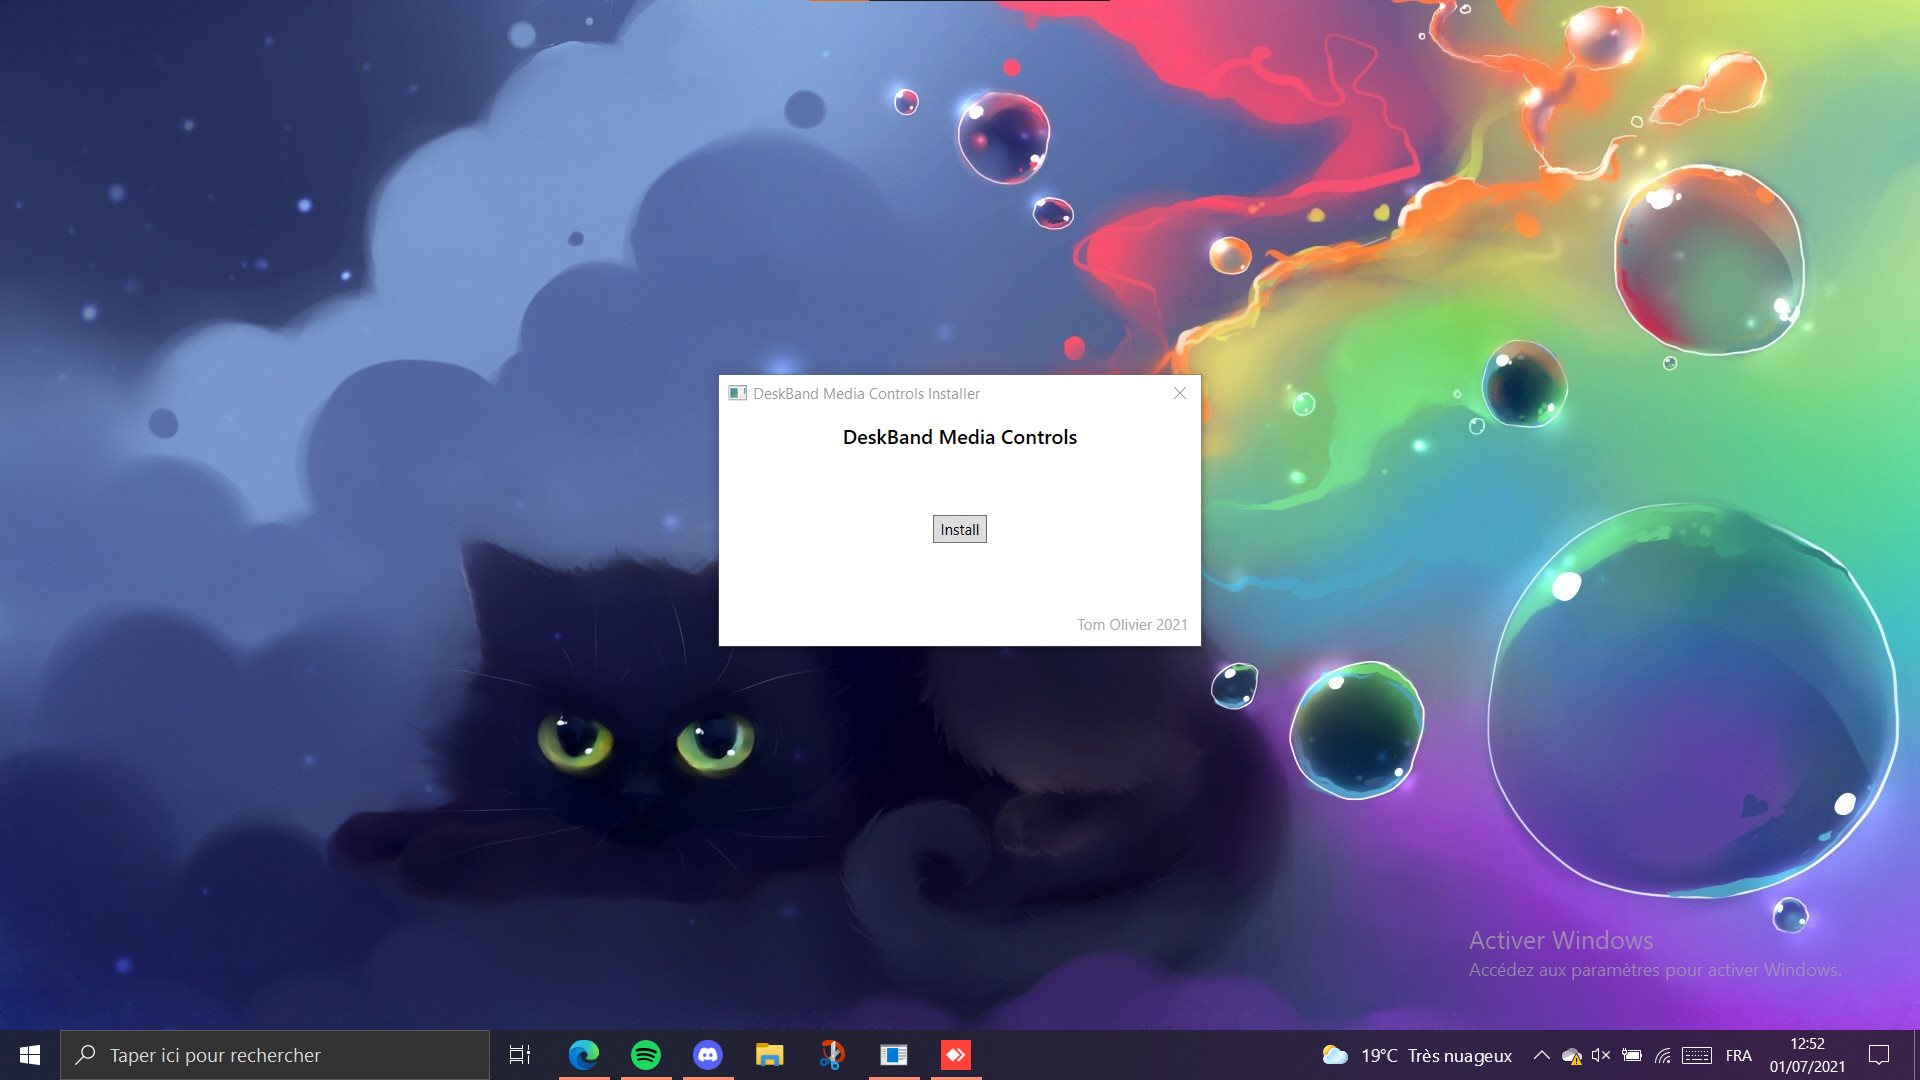 DeskBand Media Controls Installer
DeskBand Media Controls
Install
Tom Olivier 2021
Activer Windows
Accédez aux paramètres pour activer Windows.
Taper ici pour rechercher
19°C Très nuageux
FRA
12:52
01/07/2021